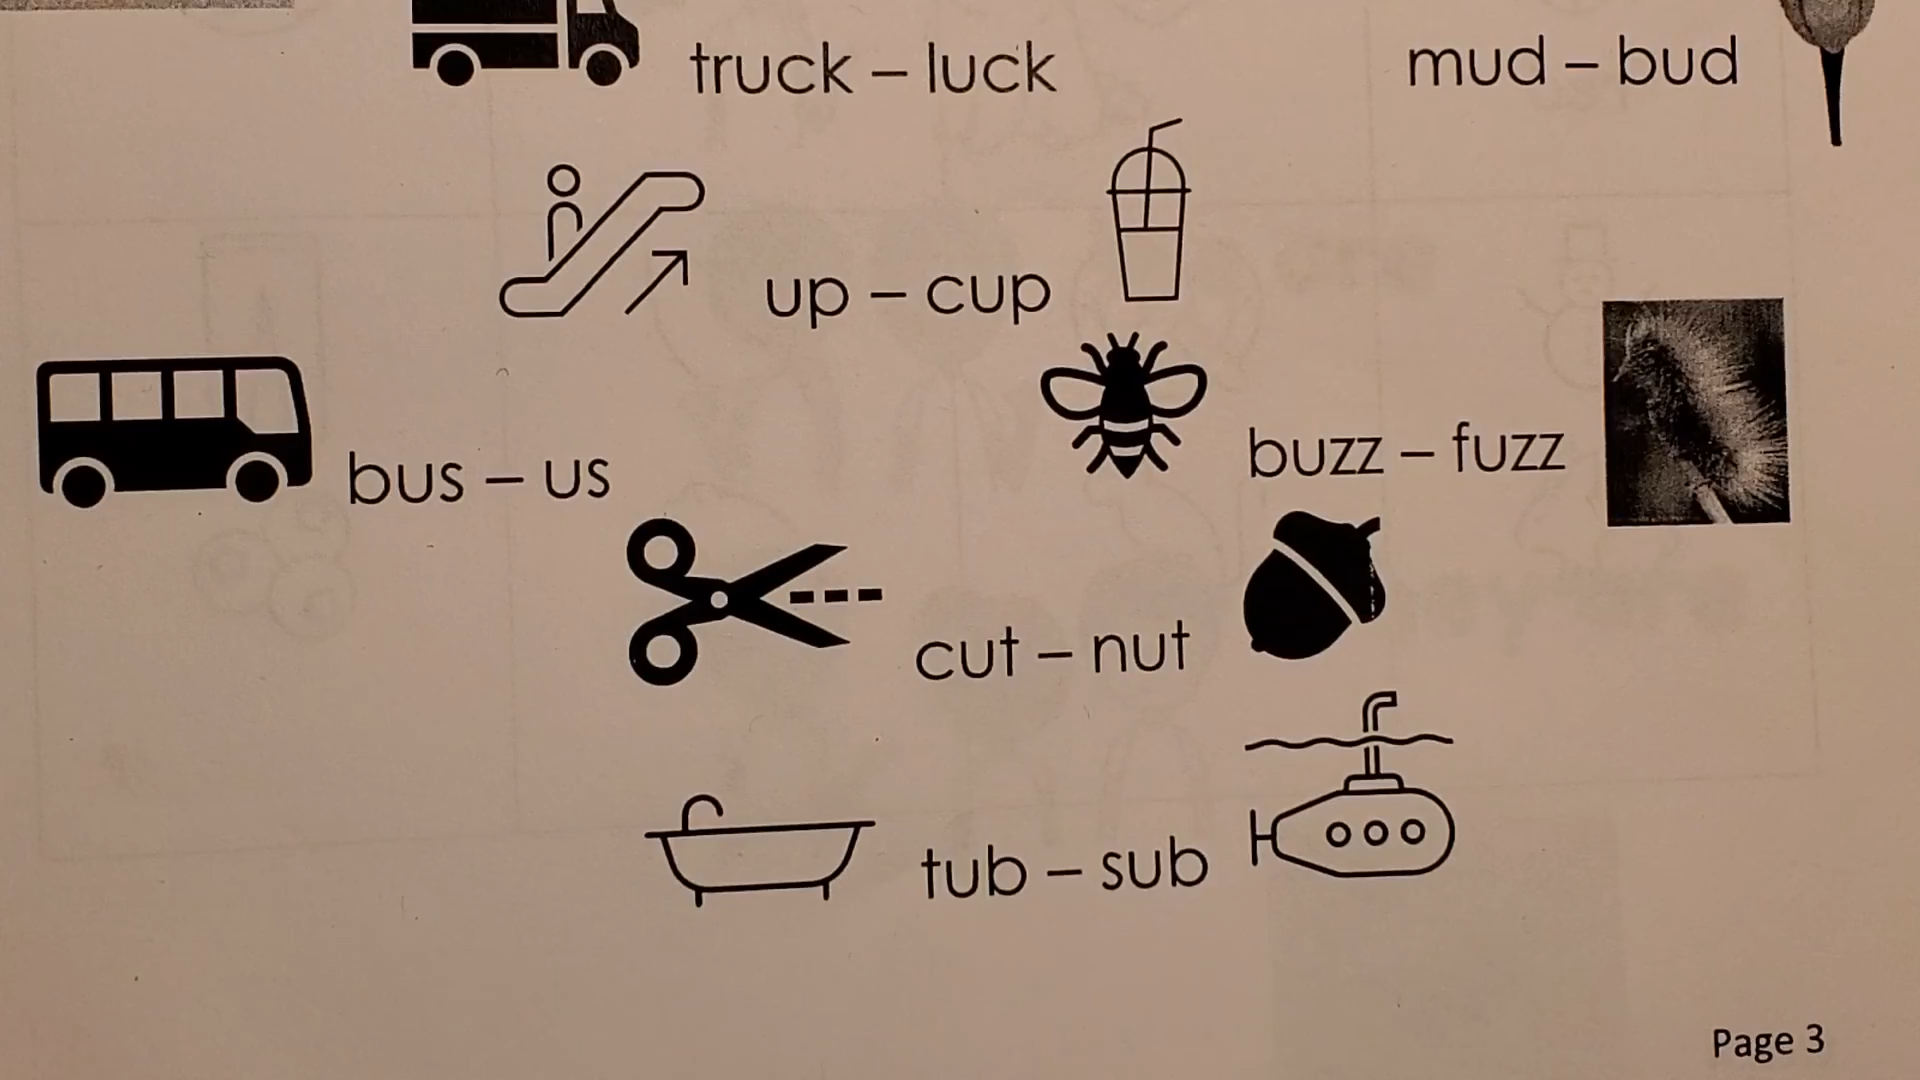 truck – luck
mud – bud
up – cup
bus – us
buzz – fuzz
cut – nut
tub – sub
Page 3